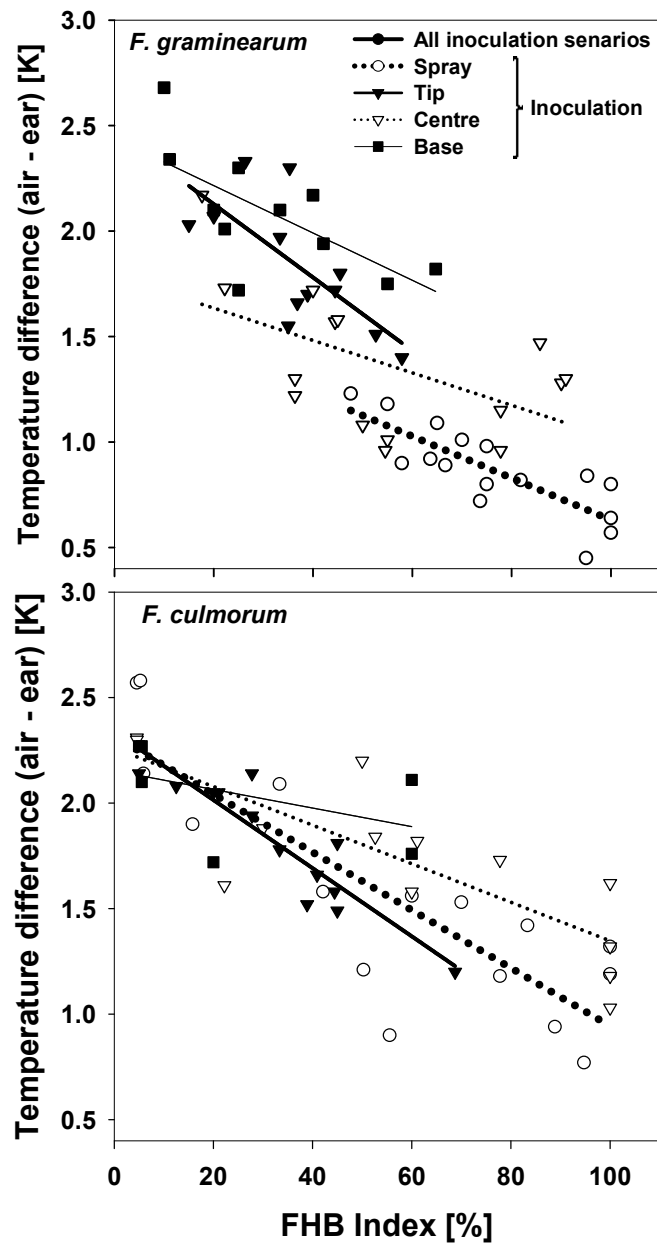 3.0
F. graminearum
All inoculation senarios
Spray
Tip
Centre
Base
Inoculation
2.5
2.0
1.5
1.0
0.5
Temperature difference (air - ear) [K]
3.0
F. culmorum
2.5
2.0
1.5
1.0
0.5
Temperature difference (air - ear) [K]
0 20 40 60 80 100
FHB Index [%]